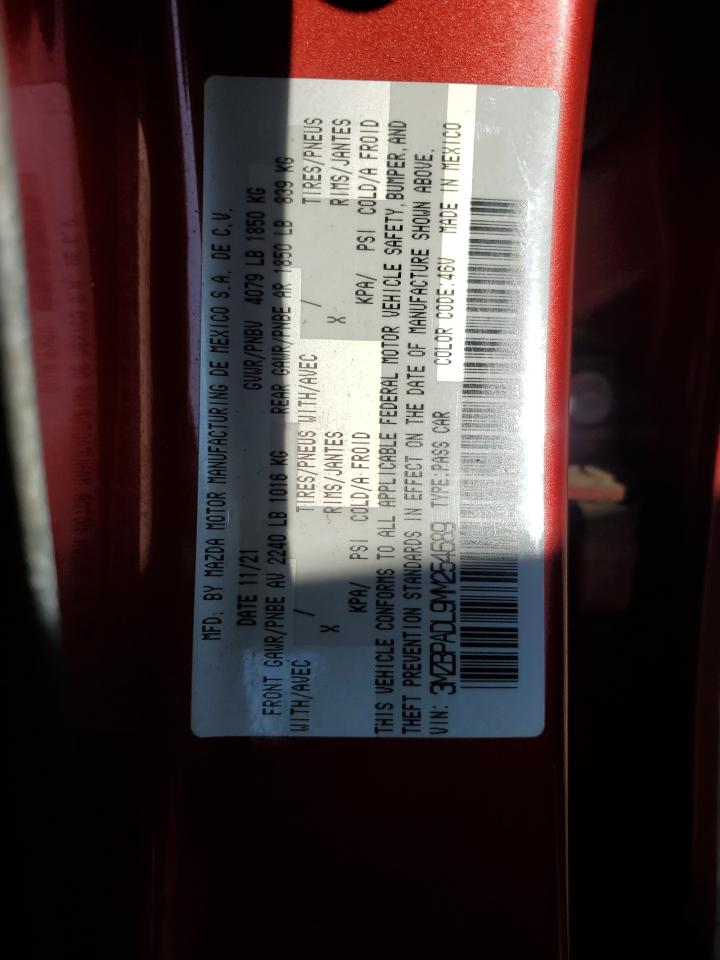 MFD. BY MAZDA MOTOR MANUFACTURING DE MEXICO S.A. DE C.V.
DATE 11/21 GVWR/PNBV 4079 LB 1850 KG
FRONT GAWR/PNBE AV 2240 LB 1016 KG REAR GAWR/PNBE AR 1850 LB 839 KG
WITH/AVEC / TIRES/PNEUS WITH/AVEC / TIRES/PNEUS
X RIMS/JANTES X RIMS/JANTES
KPA/ PSI COLD/A FROID KPA/ PSI COLD/A FROID
THIS VEHICLE CONFORMS TO ALL APPLICABLE FEDERAL MOTOR VEHICLE SAFETY, BUMPER, AND
THEFT PREVENTION STANDARDS IN EFFECT ON THE DATE OF MANUFACTURE SHOWN ABOVE.
VIN: 3MZBPADL9MM254689 TYPE:PASS CAR COLOR CODE:46V MADE IN MEXICO